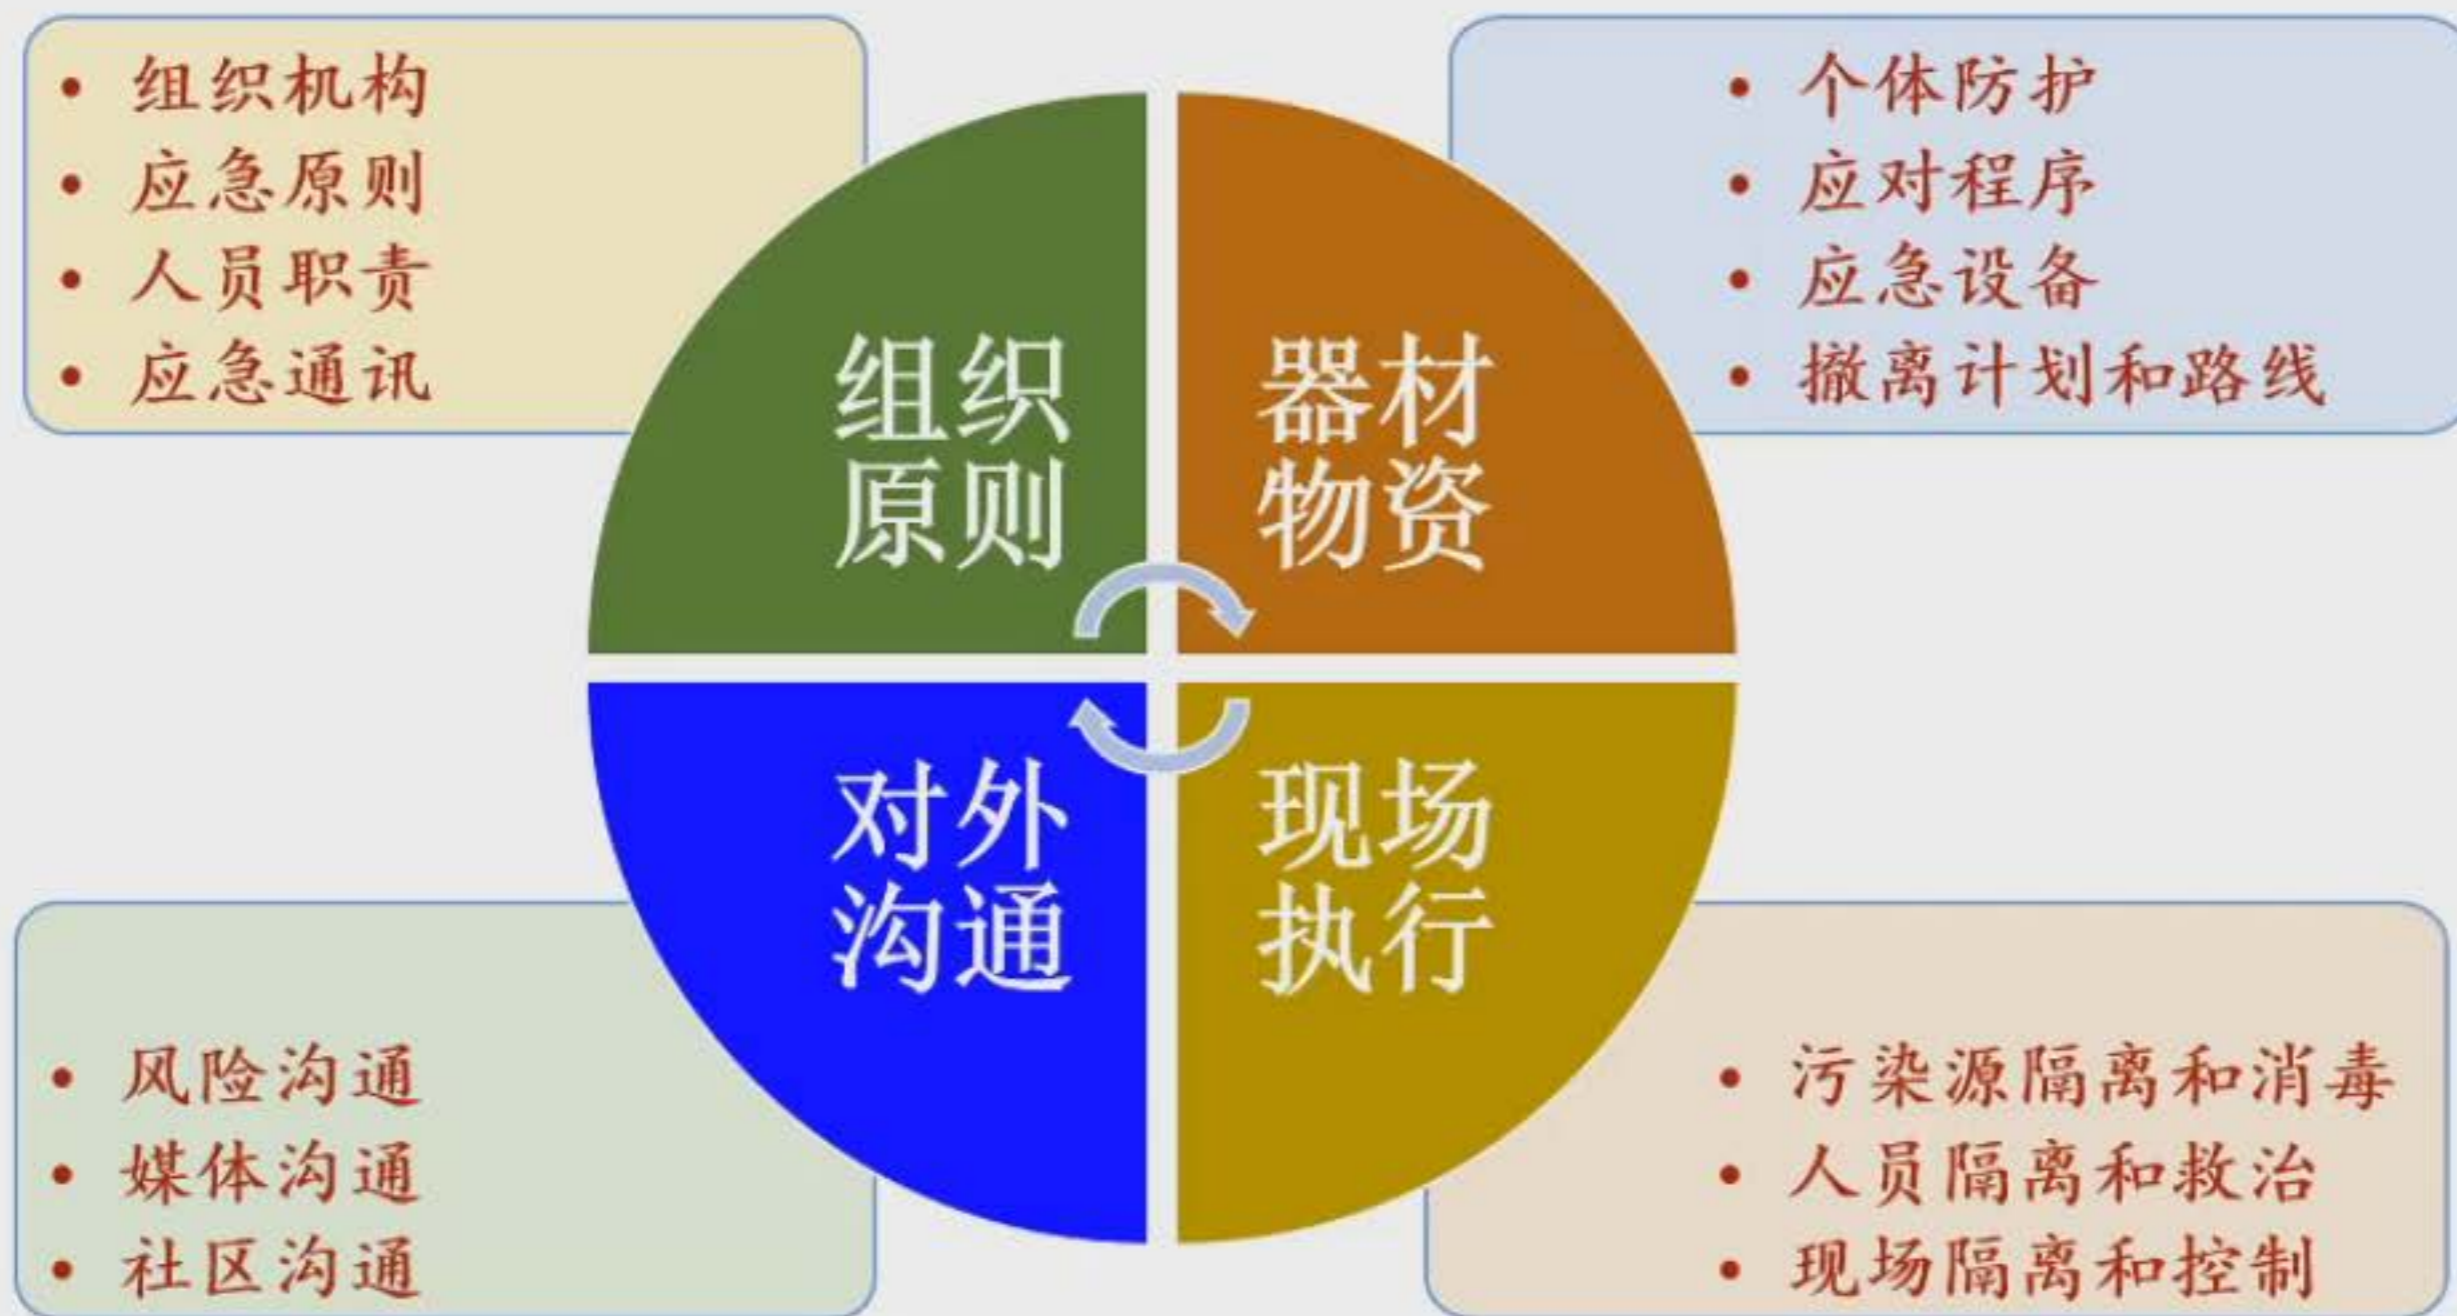 • 组织机构
• 应急原则
• 人员职责
• 应急通讯
• 个体防护
• 应对程序
• 应急设备
• 撤离计划和路线
组织
原则
器材
物资
对外
沟通
现场
执行
• 风险沟通
• 媒体沟通
• 社区沟通
• 污染源隔离和消毒
• 人员隔离和救治
• 现场隔离和控制